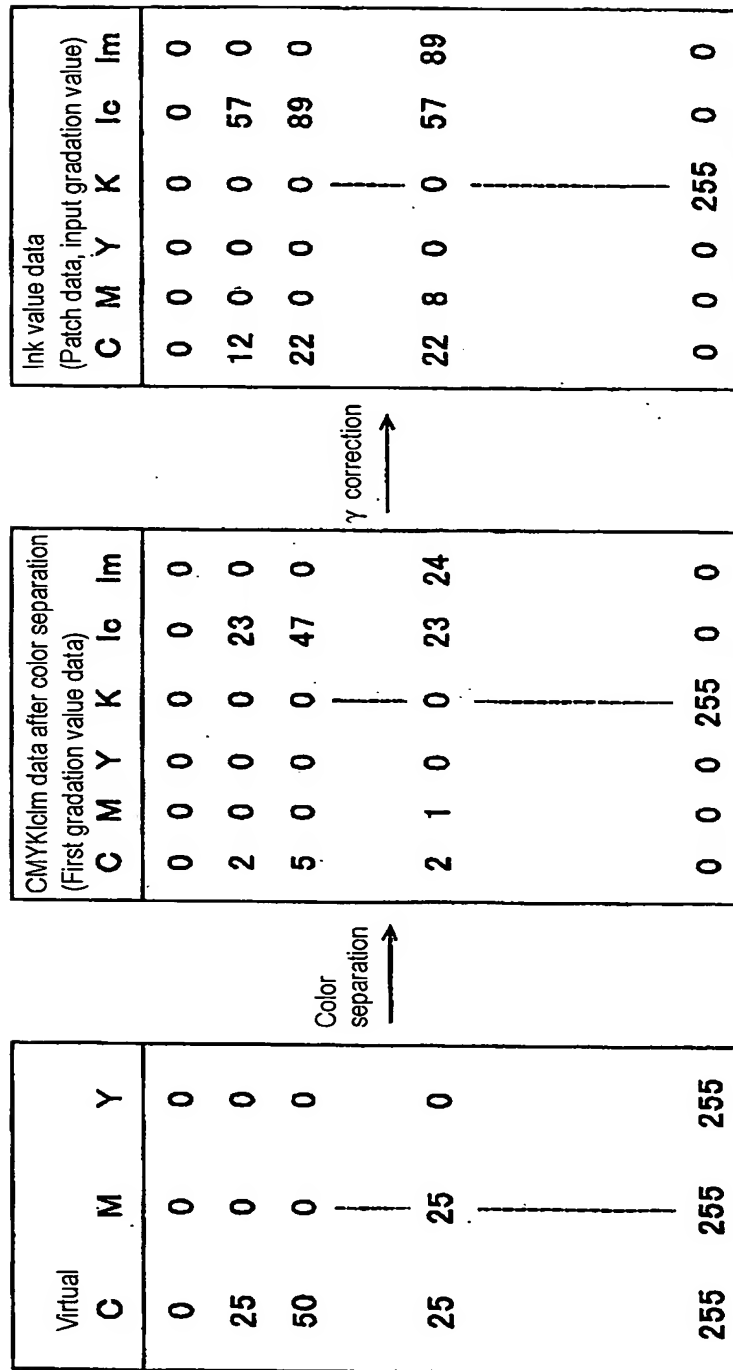 Virtual
C M Y
0 0 0
25 0 0
50 0 0
25 25 0
255 255 255
Color
separation
CMYKlclm data after color separation
(First gradation value data)
C M Y K lc lm
0 0 0 0 0 0
2 0 0 0 23 0
5 0 0 0 47 0
2 1 0 0 23 24
0 0 0 255 0 0
γ correction
Ink value data
(Patch data, input gradation value)
C M Y K lc lm
0 0 0 0 0 0
12 0 0 0 57 0
22 0 0 0 89 0
22 8 0 0 57 89
0 0 0 255 0 0